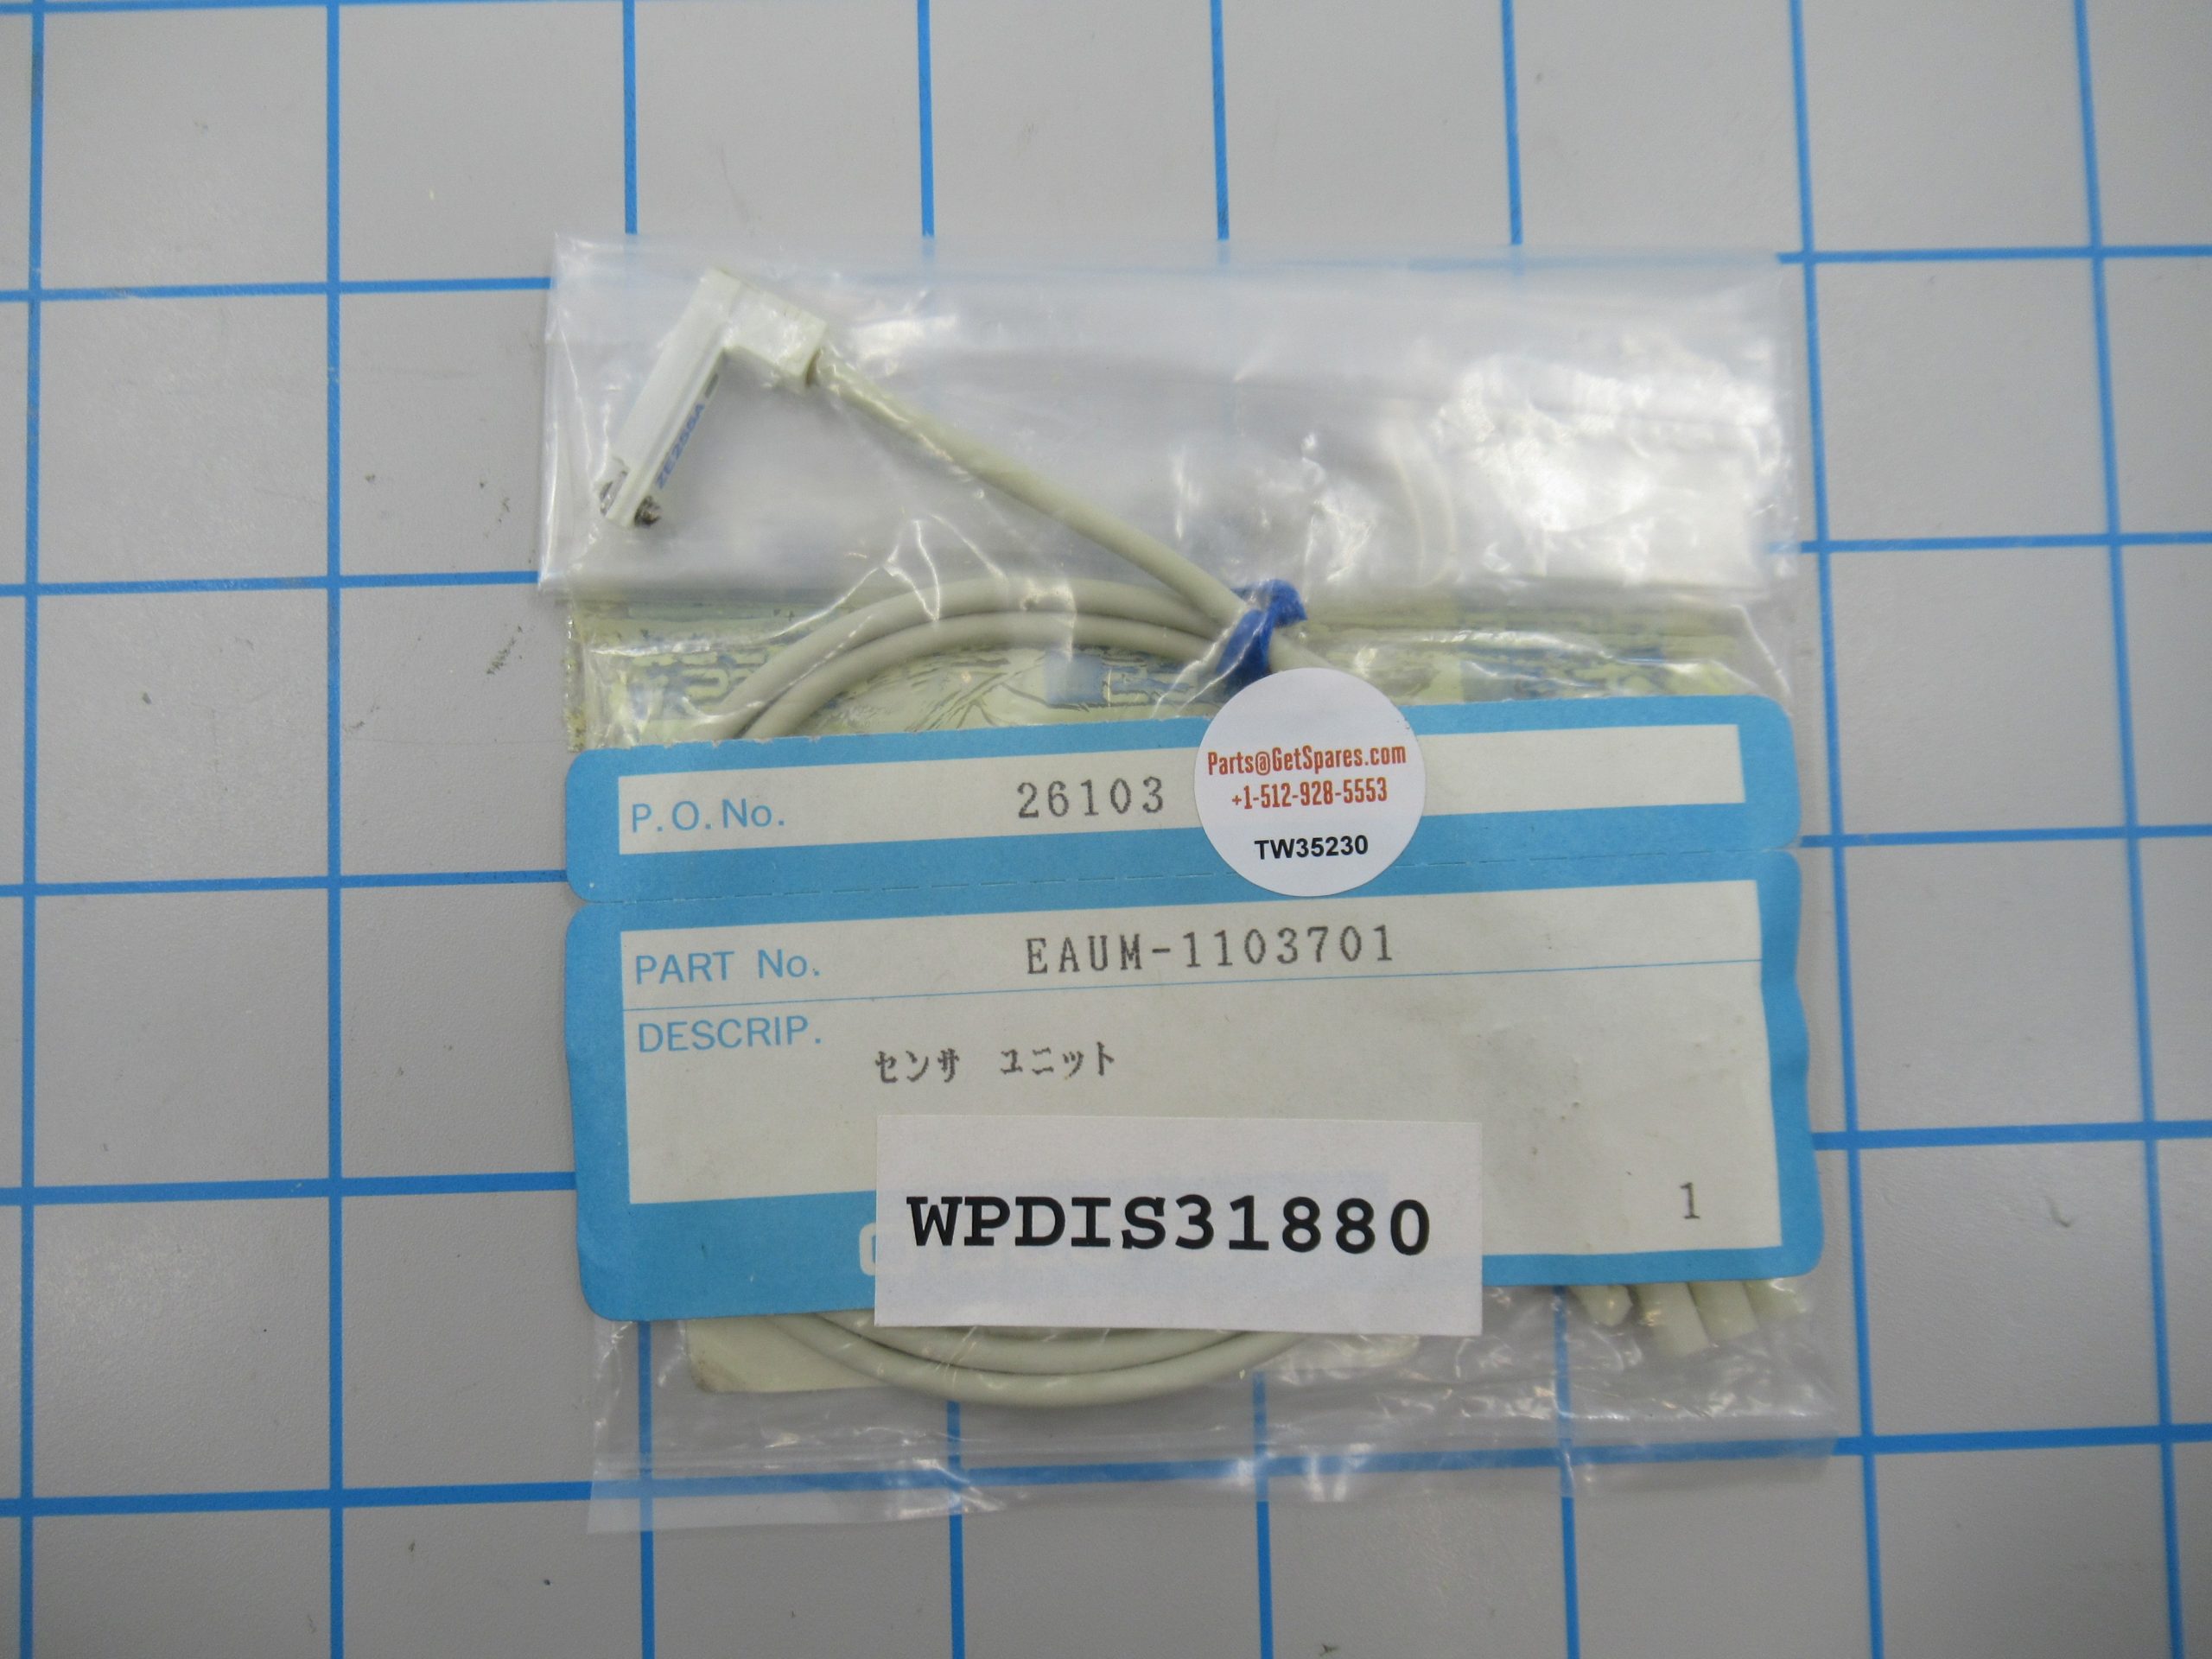 ZE256A
Parts@GetSpares.com
+1-512-928-5553
TW35230
P.O.No. 26103
PART No. EAUM-1103701
DESCRIP.
センサ ユニット
1
WPDIS31880